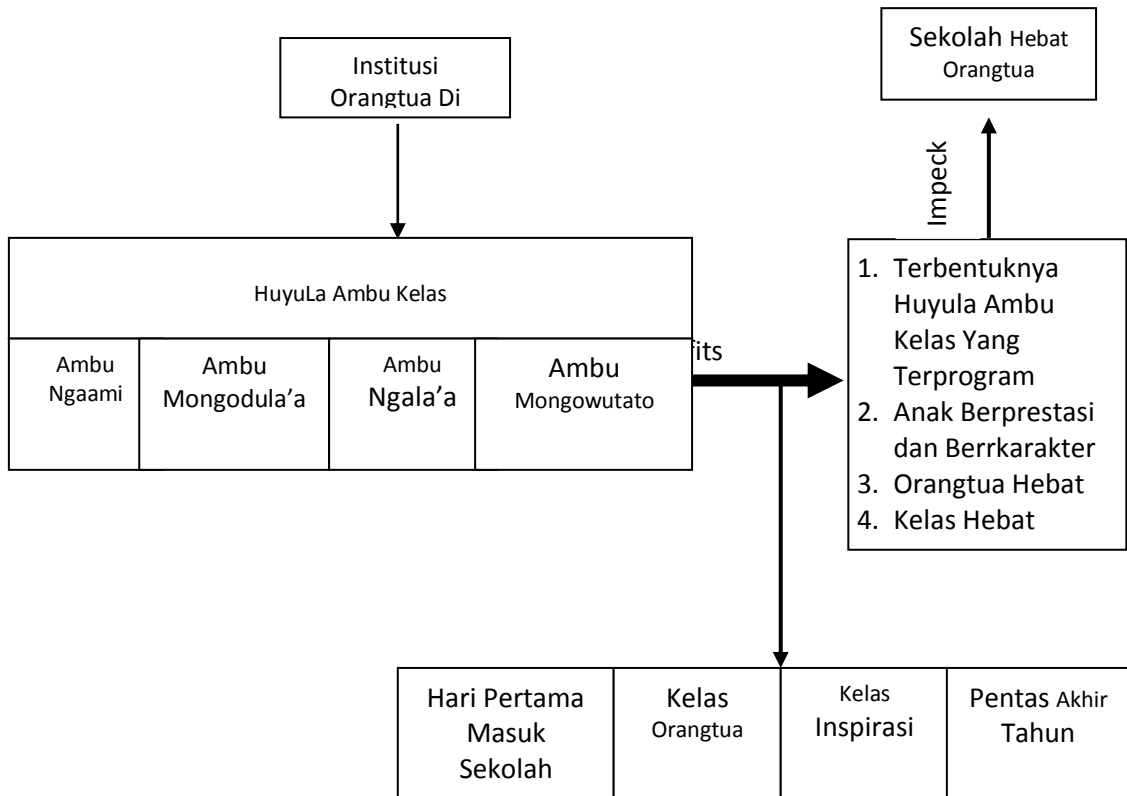 Institusi
Orangtua Di
Sekolah Hebat
Orangtua
Impeck
HuyuLa Ambu Kelas
Ambu
Ngaami
Ambu
Mongodula’a
Ambu
Ngala’a
Ambu
Mongowutato
fits
1. Terbentuknya
Huyula Ambu
Kelas Yang
Terprogram
2. Anak Berprestasi
dan Berrkarakter
3. Orangtua Hebat
4. Kelas Hebat
Hari Pertama
Masuk
Sekolah
Kelas
Orangtua
Kelas
Inspirasi
Pentas Akhir
Tahun